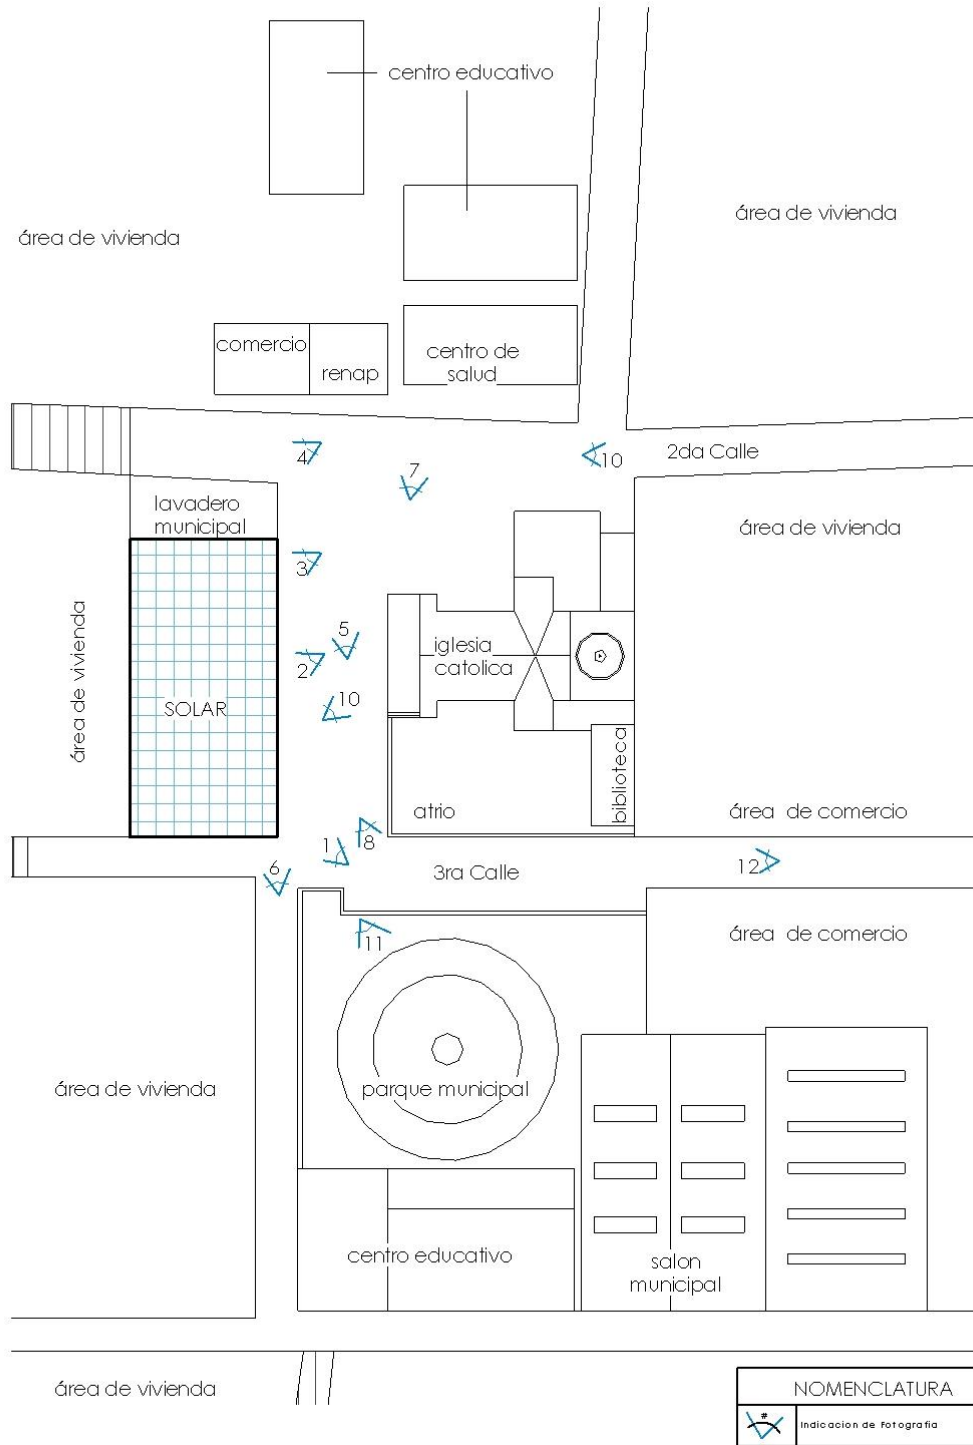 centro educativo
área de vivienda
área de vivienda
comercio
renap
centro de
salud
4
7
10
2da Calle
lavadero
municipal
área de vivienda
3
área de vivienda
5
2
iglesia
catolica
SOLAR
10
biblioteca
atrio
área de comercio
8
1
3ra Calle
12
6
11
área de comercio
parque municipal
área de vivienda
centro educativo
salon
municipal
área de vivienda
NOMENCLATURA
#
Indicacion de Fotografia